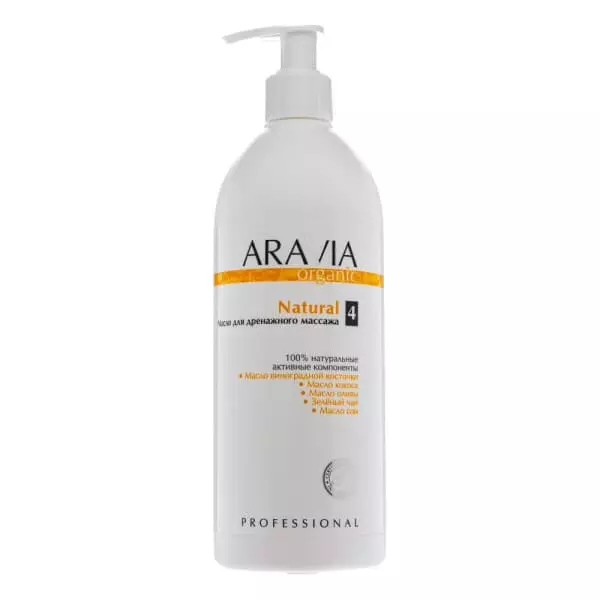 ARAVIA
organic
Natural 4
Масло для дренажного массажа
100% натуральные
активные компоненты
• Масло виноградной косточки
• Масло кокоса
• Масло оливы
• Зелёный чай
• Масло сои
PROFESSIONAL